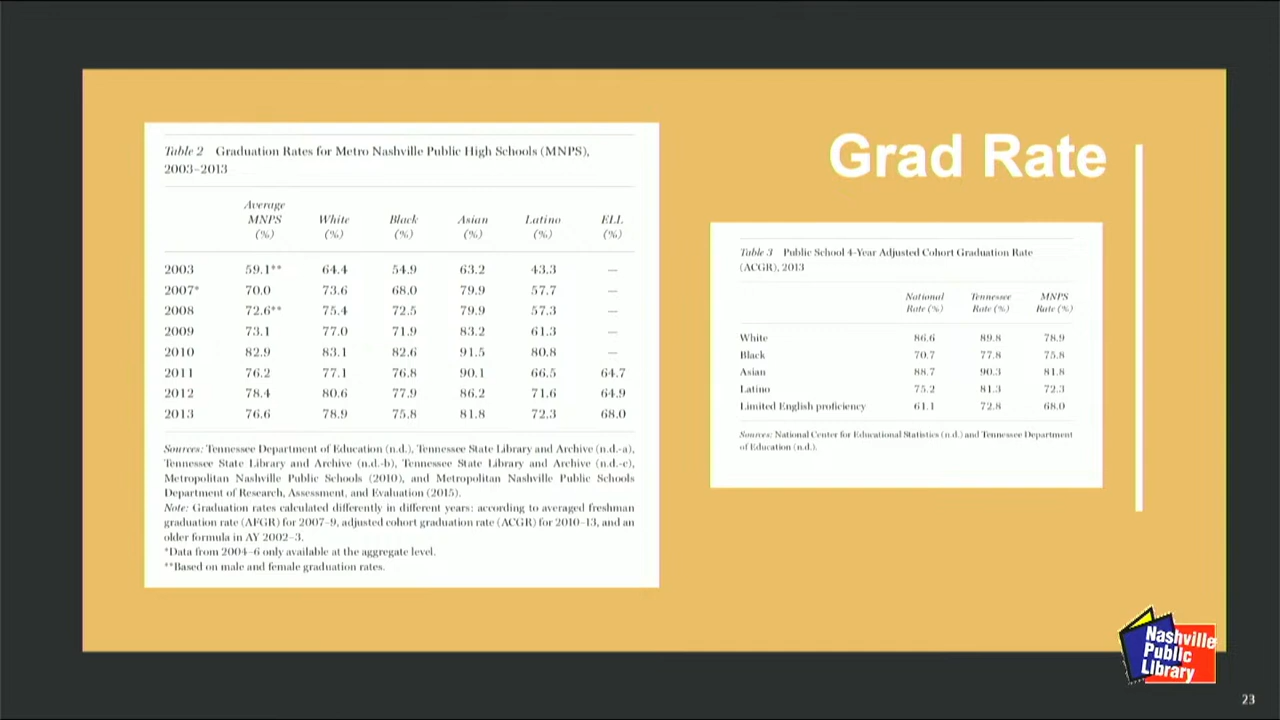 Grad Rate
Table 2 Graduation Rates for Metro Nashville Public High Schools (MNPS),
2003–2013
Average
MNPS White Black Asian Latino ELL
(%) (%) (%) (%) (%) (%)
2003 59.1** 64.4 54.9 63.2 43.3 —
2007* 70.0 73.6 68.0 79.9 57.7 —
2008 72.6** 75.4 72.5 79.9 57.3 —
2009 73.1 77.0 71.9 83.2 61.3 —
2010 82.9 83.1 82.6 91.5 80.8 —
2011 76.2 77.1 76.8 90.1 66.5 64.7
2012 78.4 80.6 77.9 86.2 71.6 64.9
2013 76.6 78.9 75.8 81.8 72.3 68.0
Sources: Tennessee Department of Education (n.d.), Tennessee State Library and Archive (n.d.-a),
Tennessee State Library and Archive (n.d.-b), Tennessee State Library and Archive (n.d.-c),
Metropolitan Nashville Public Schools (2010), and Metropolitan Nashville Public Schools
Department of Research, Assessment, and Evaluation (2015).
Note: Graduation rates calculated differently in different years: according to averaged freshman
graduation rate (AFGR) for 2007–9, adjusted cohort graduation rate (ACGR) for 2010–13, and an
older formula in AY 2002–3.
*Data from 2004–6 only available at the aggregate level.
**Based on male and female graduation rates.
Table 3 Public School 4-Year Adjusted Cohort Graduation Rate
(ACGR), 2013
National Tennessee MNPS
Rate (%) Rate (%) Rate (%)
White 86.6 89.8 78.9
Black 70.7 77.8 75.8
Asian 88.7 90.3 81.8
Latino 75.2 81.3 72.3
Limited English proficiency 61.1 72.8 68.0
Sources: National Center for Educational Statistics (n.d.) and Tennessee Department
of Education (n.d.).
Nashville
Public
Library
23